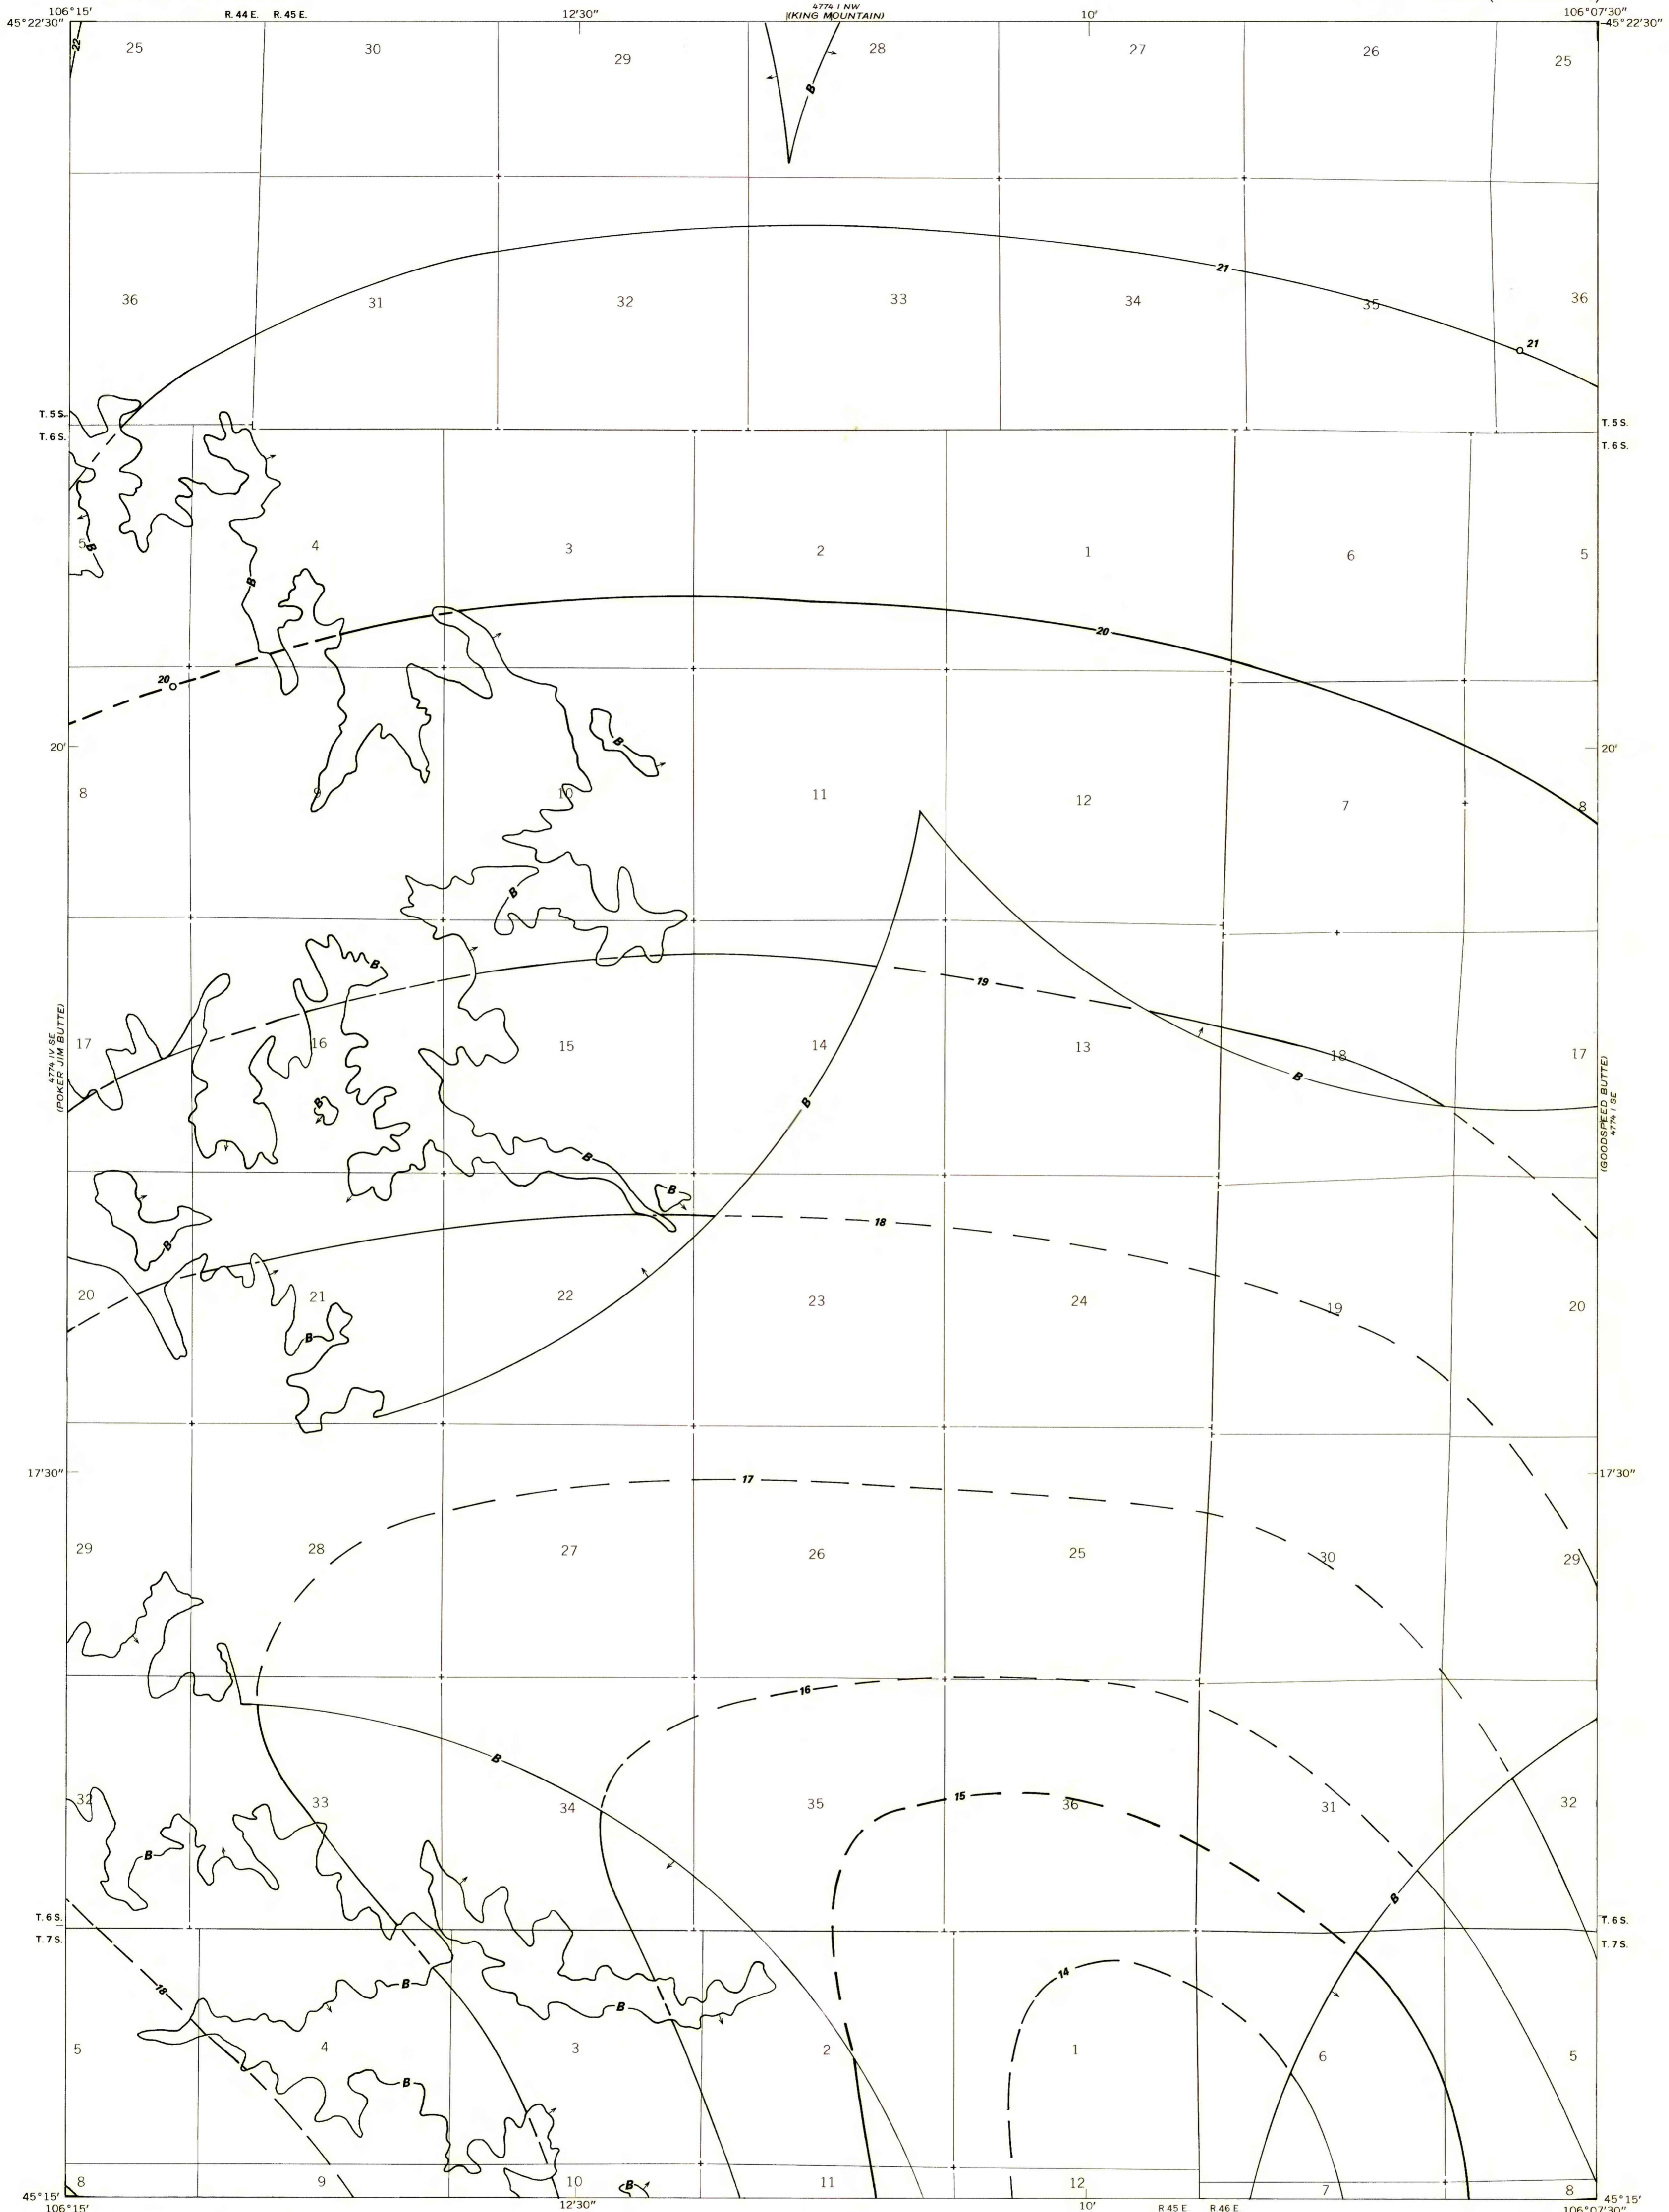 4774 I NW
106°15' R. 44 E. R. 45 E. 12'30" (KING MOUNTAIN) 10' 106°07'30"
45°22'30" 45°22'30"
22 25 30 29 28 27 26 25
B
21
36 31 32 33 34 35 36
21
T. 5 S. T. 5 S.
T. 6 S. T. 6 S.
5 4 3 2 1 6 5
B
B
20
20
B
20' 20'
8 9 10 11 12 7 8
B
B
19
4774 IV SE
(POKER JIM BUTTE)
17 16 15 14 13 18 17
(GOODSPEED BUTTE)
4774 I SE
B
B
B
B
B
18
B
20 21 22 23 24 19 20
B
17'30" 17'30"
17
29 28 27 26 25 30 29
16
B
15
32 33 34 35 36 31 32
B
B
T. 6 S. T. 6 S.
T. 7 S. T. 7 S.
14
18
B
B
5 4 3 2 1 6 5
B
8 9 10 11 12 7 8
B
45°15' 45°15'
106°15' 12'30" 10' R 45 E R 46 E. 106°07'30"